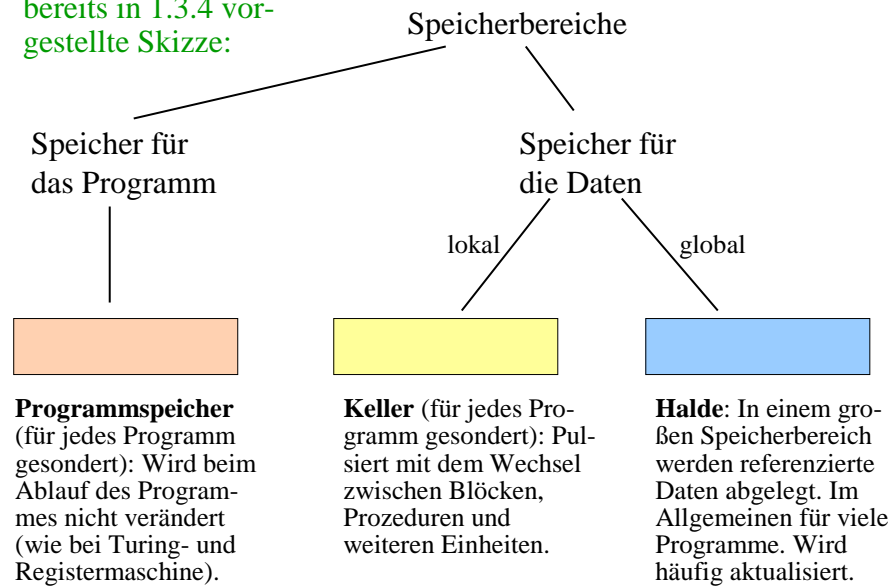 bereits in 1.3.4 vor-
gestellte Skizze:
Speicherbereiche
Speicher für
das Programm
Speicher für
die Daten
lokal
global
Programmspeicher
(für jedes Programm
gesondert): Wird beim
Ablauf des Program-
mes nicht verändert
(wie bei Turing- und
Registermaschine).
Keller (für jedes Pro-
gramm gesondert): Pul-
siert mit dem Wechsel
zwischen Blöcken,
Prozeduren und
weiteren Einheiten.
Halde: In einem gro-
ßen Speicherbereich
werden referenzierte
Daten abgelegt. Im
Allgemeinen für viele
Programme. Wird
häufig aktualisiert.